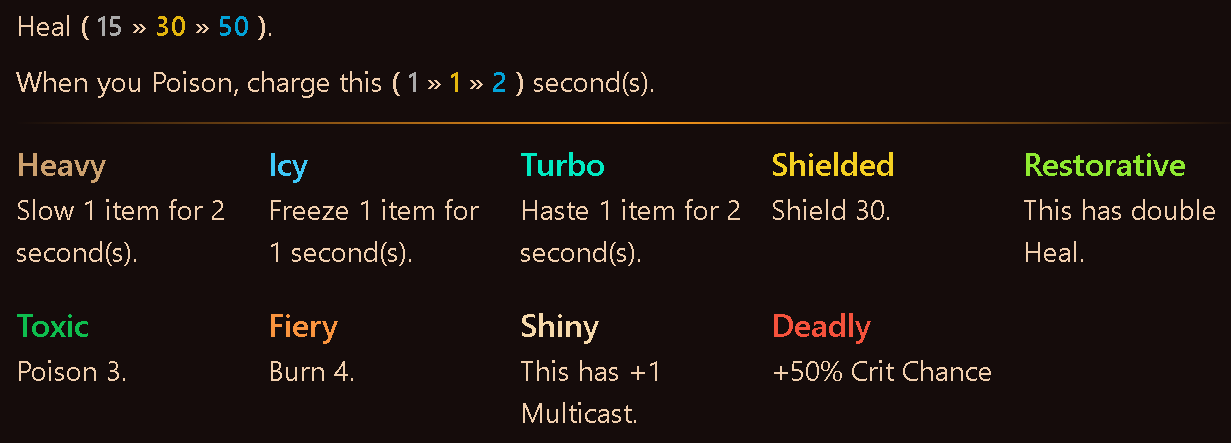 Heal ( 15 » 30 » 50 ).
When you Poison, charge this ( 1 » 1 » 2 ) second(s).
Heavy
Slow 1 item for 2
second(s).
Icy
Freeze 1 item for
1 second(s).
Turbo
Haste 1 item for 2
second(s).
Shielded
Shield 30.
Restorative
This has double
Heal.
Toxic
Poison 3.
Fiery
Burn 4.
Shiny
This has +1
Multicast.
Deadly
+50% Crit Chance